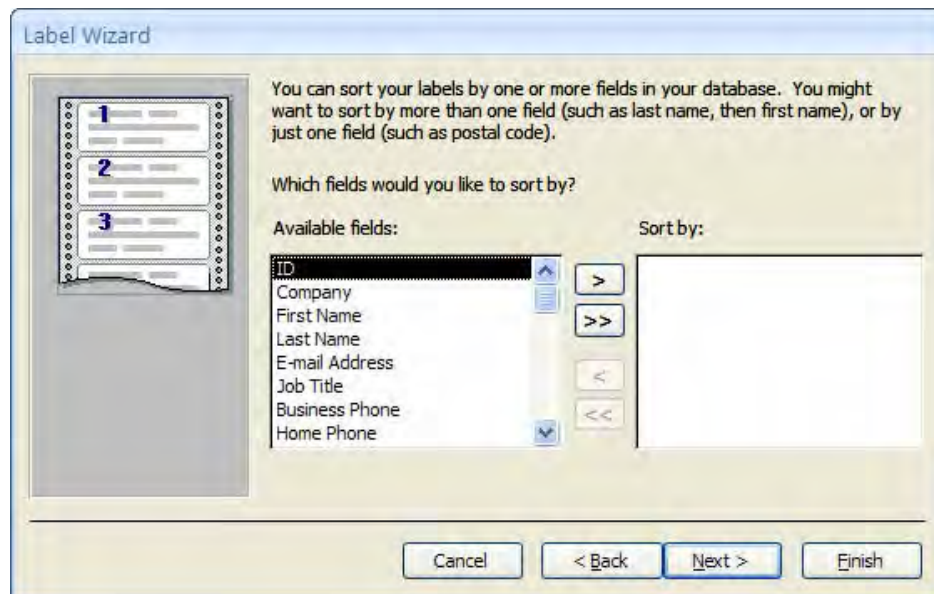 Label Wizard
You can sort your labels by one or more fields in your database. You might
want to sort by more than one field (such as last name, then first name), or by
just one field (such as postal code).
1
2
3
Which fields would you like to sort by?
Available fields:
Sort by:
ID
Company
First Name
Last Name
E-mail Address
Job Title
Business Phone
Home Phone
>
>>
<
<<
Cancel
< Back
Next >
Finish